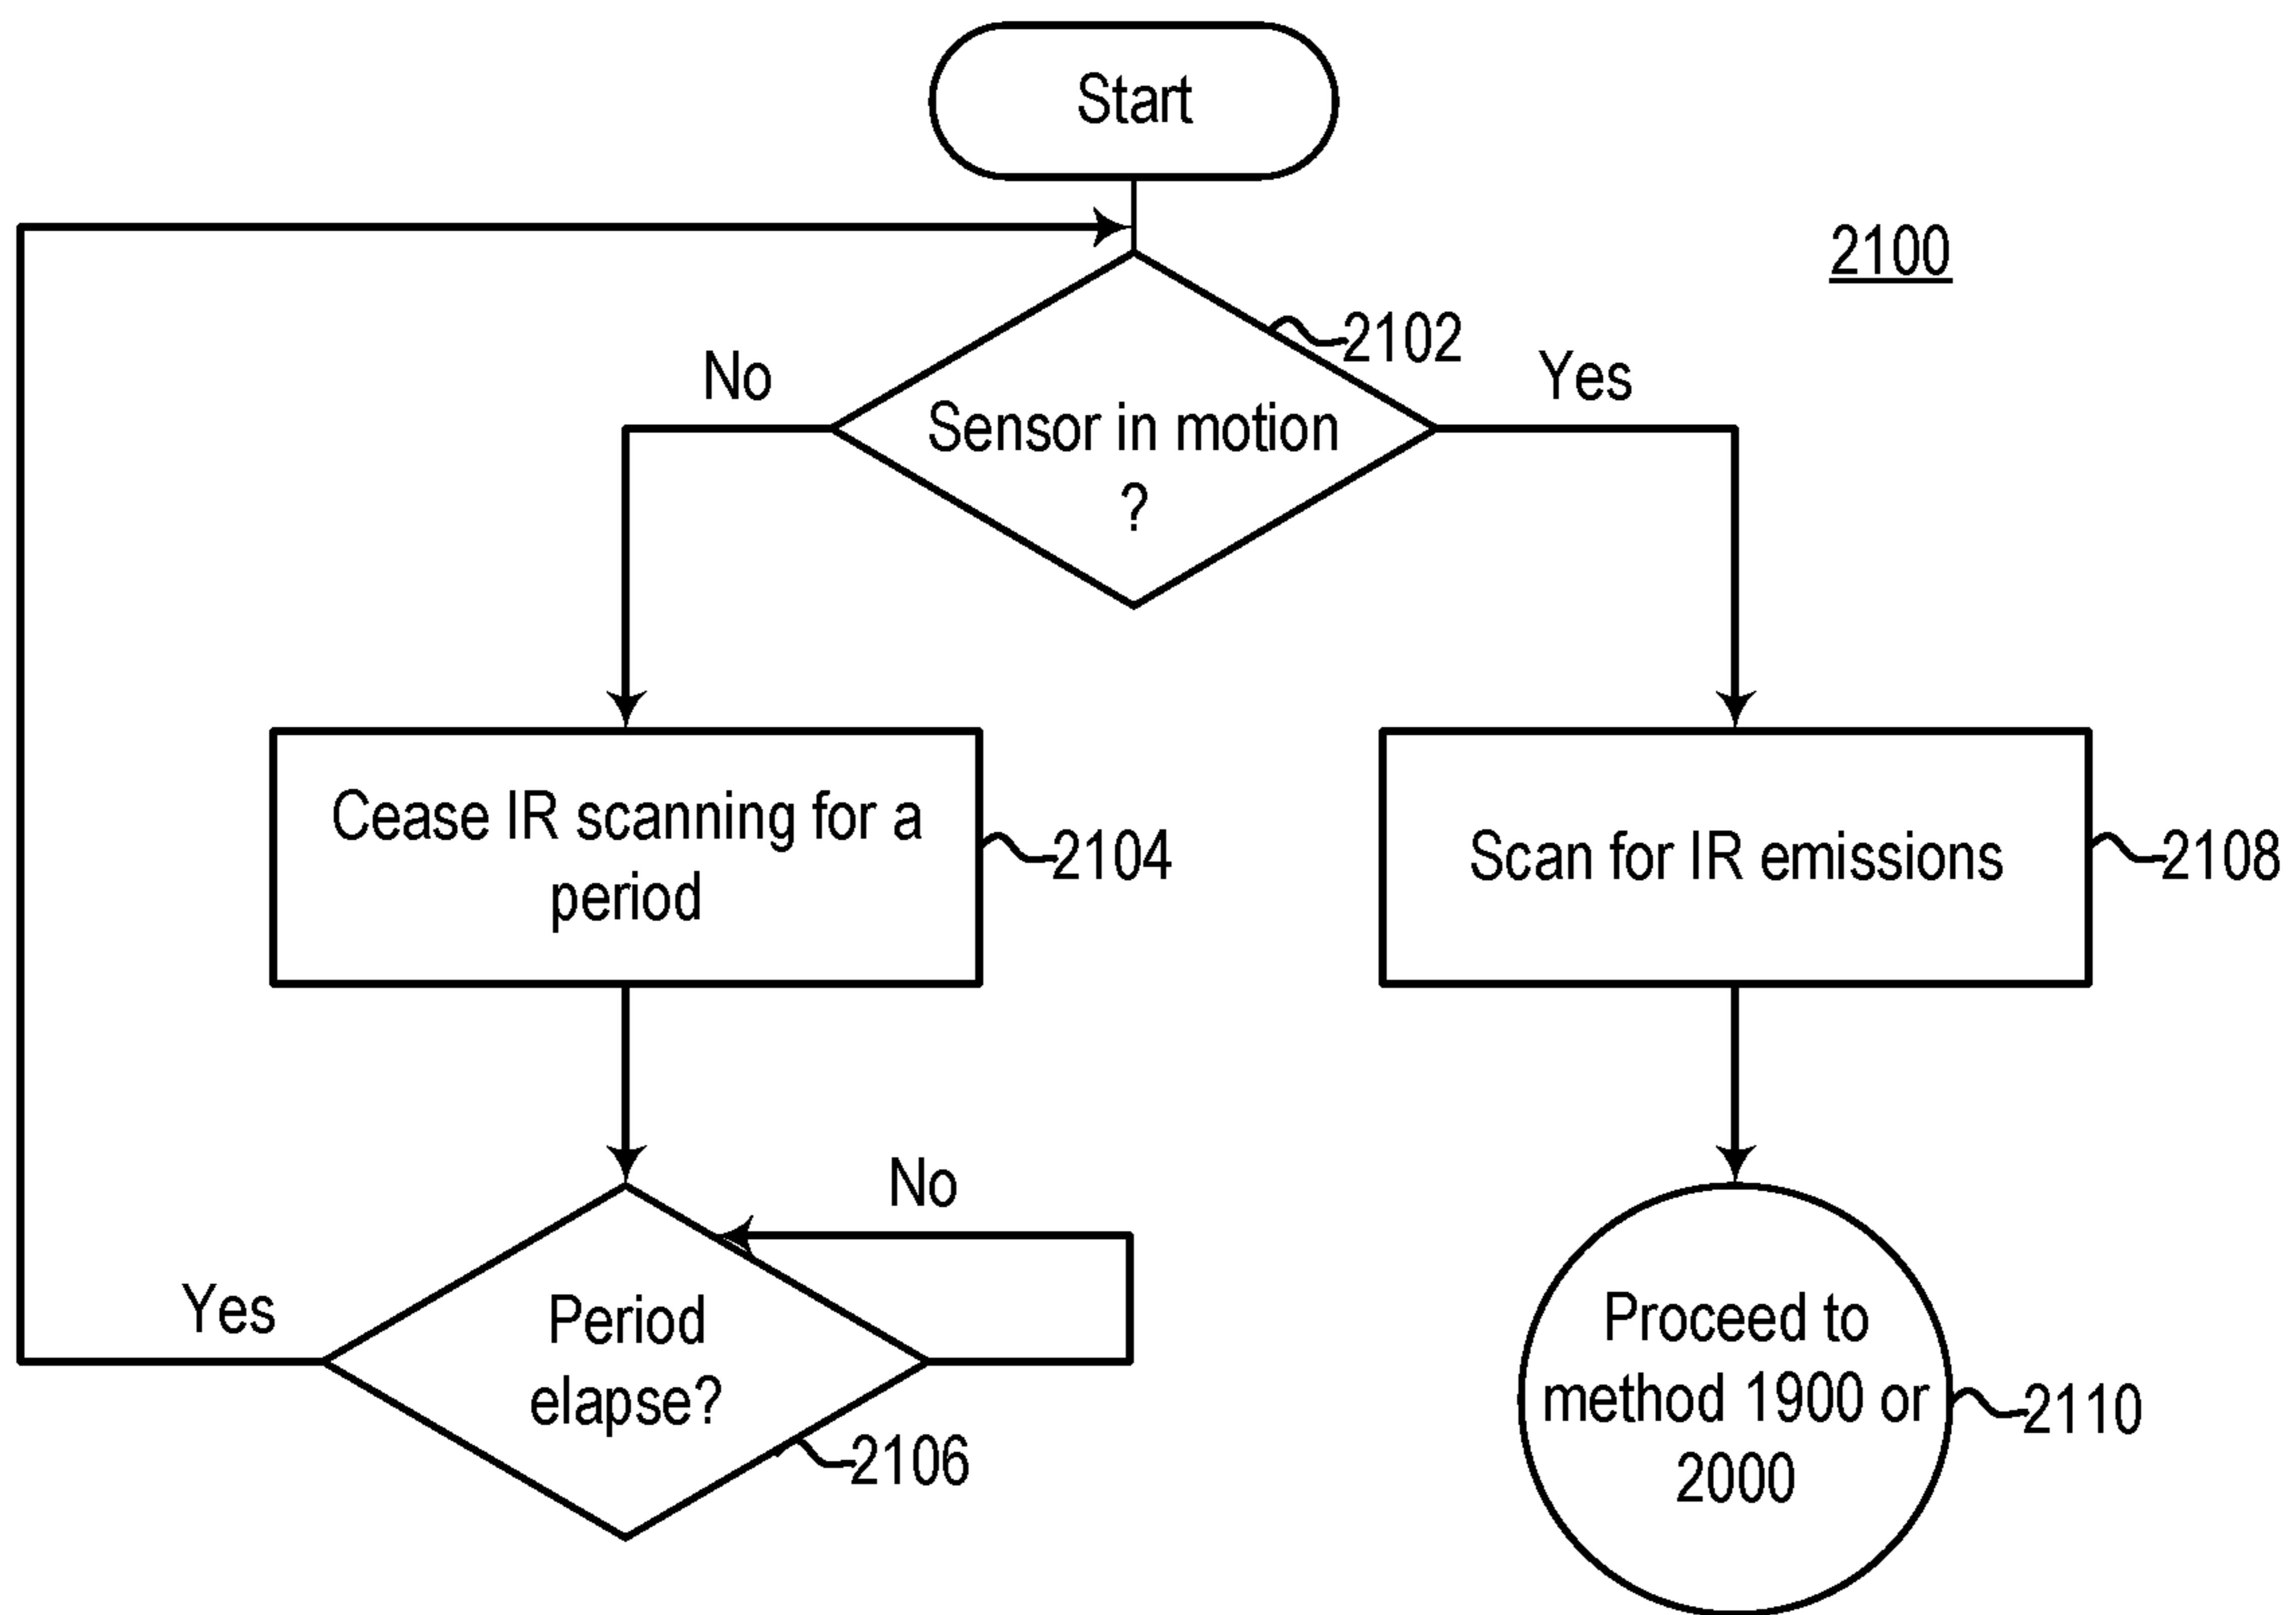 Start
2100
2102
No
Yes
Sensor in motion
?
Cease IR scanning for a
period
2104
Scan for IR emissions
2108
No
Yes
Period
elapse?
2106
Proceed to
method 1900 or
2000
2110